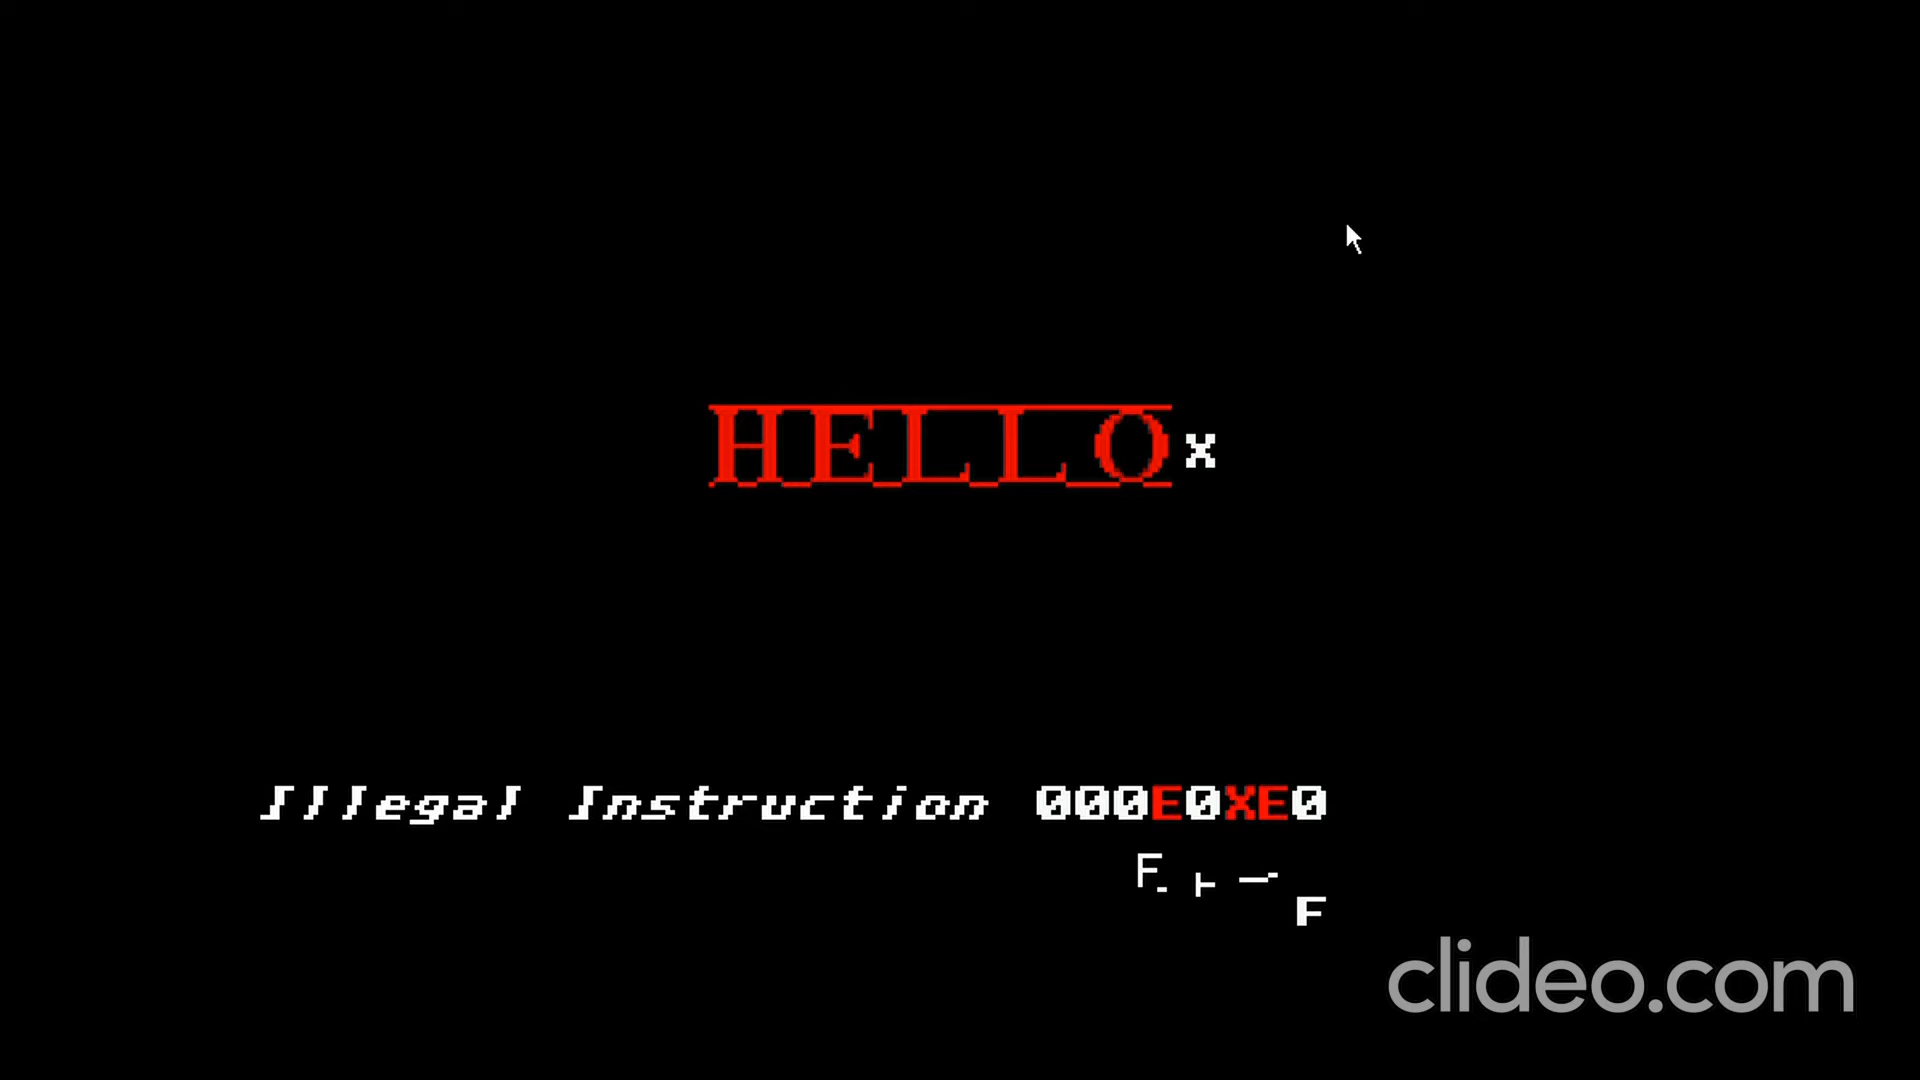 HELLO x
Illegal Instruction 000E0XE0
F
F
clideo.com